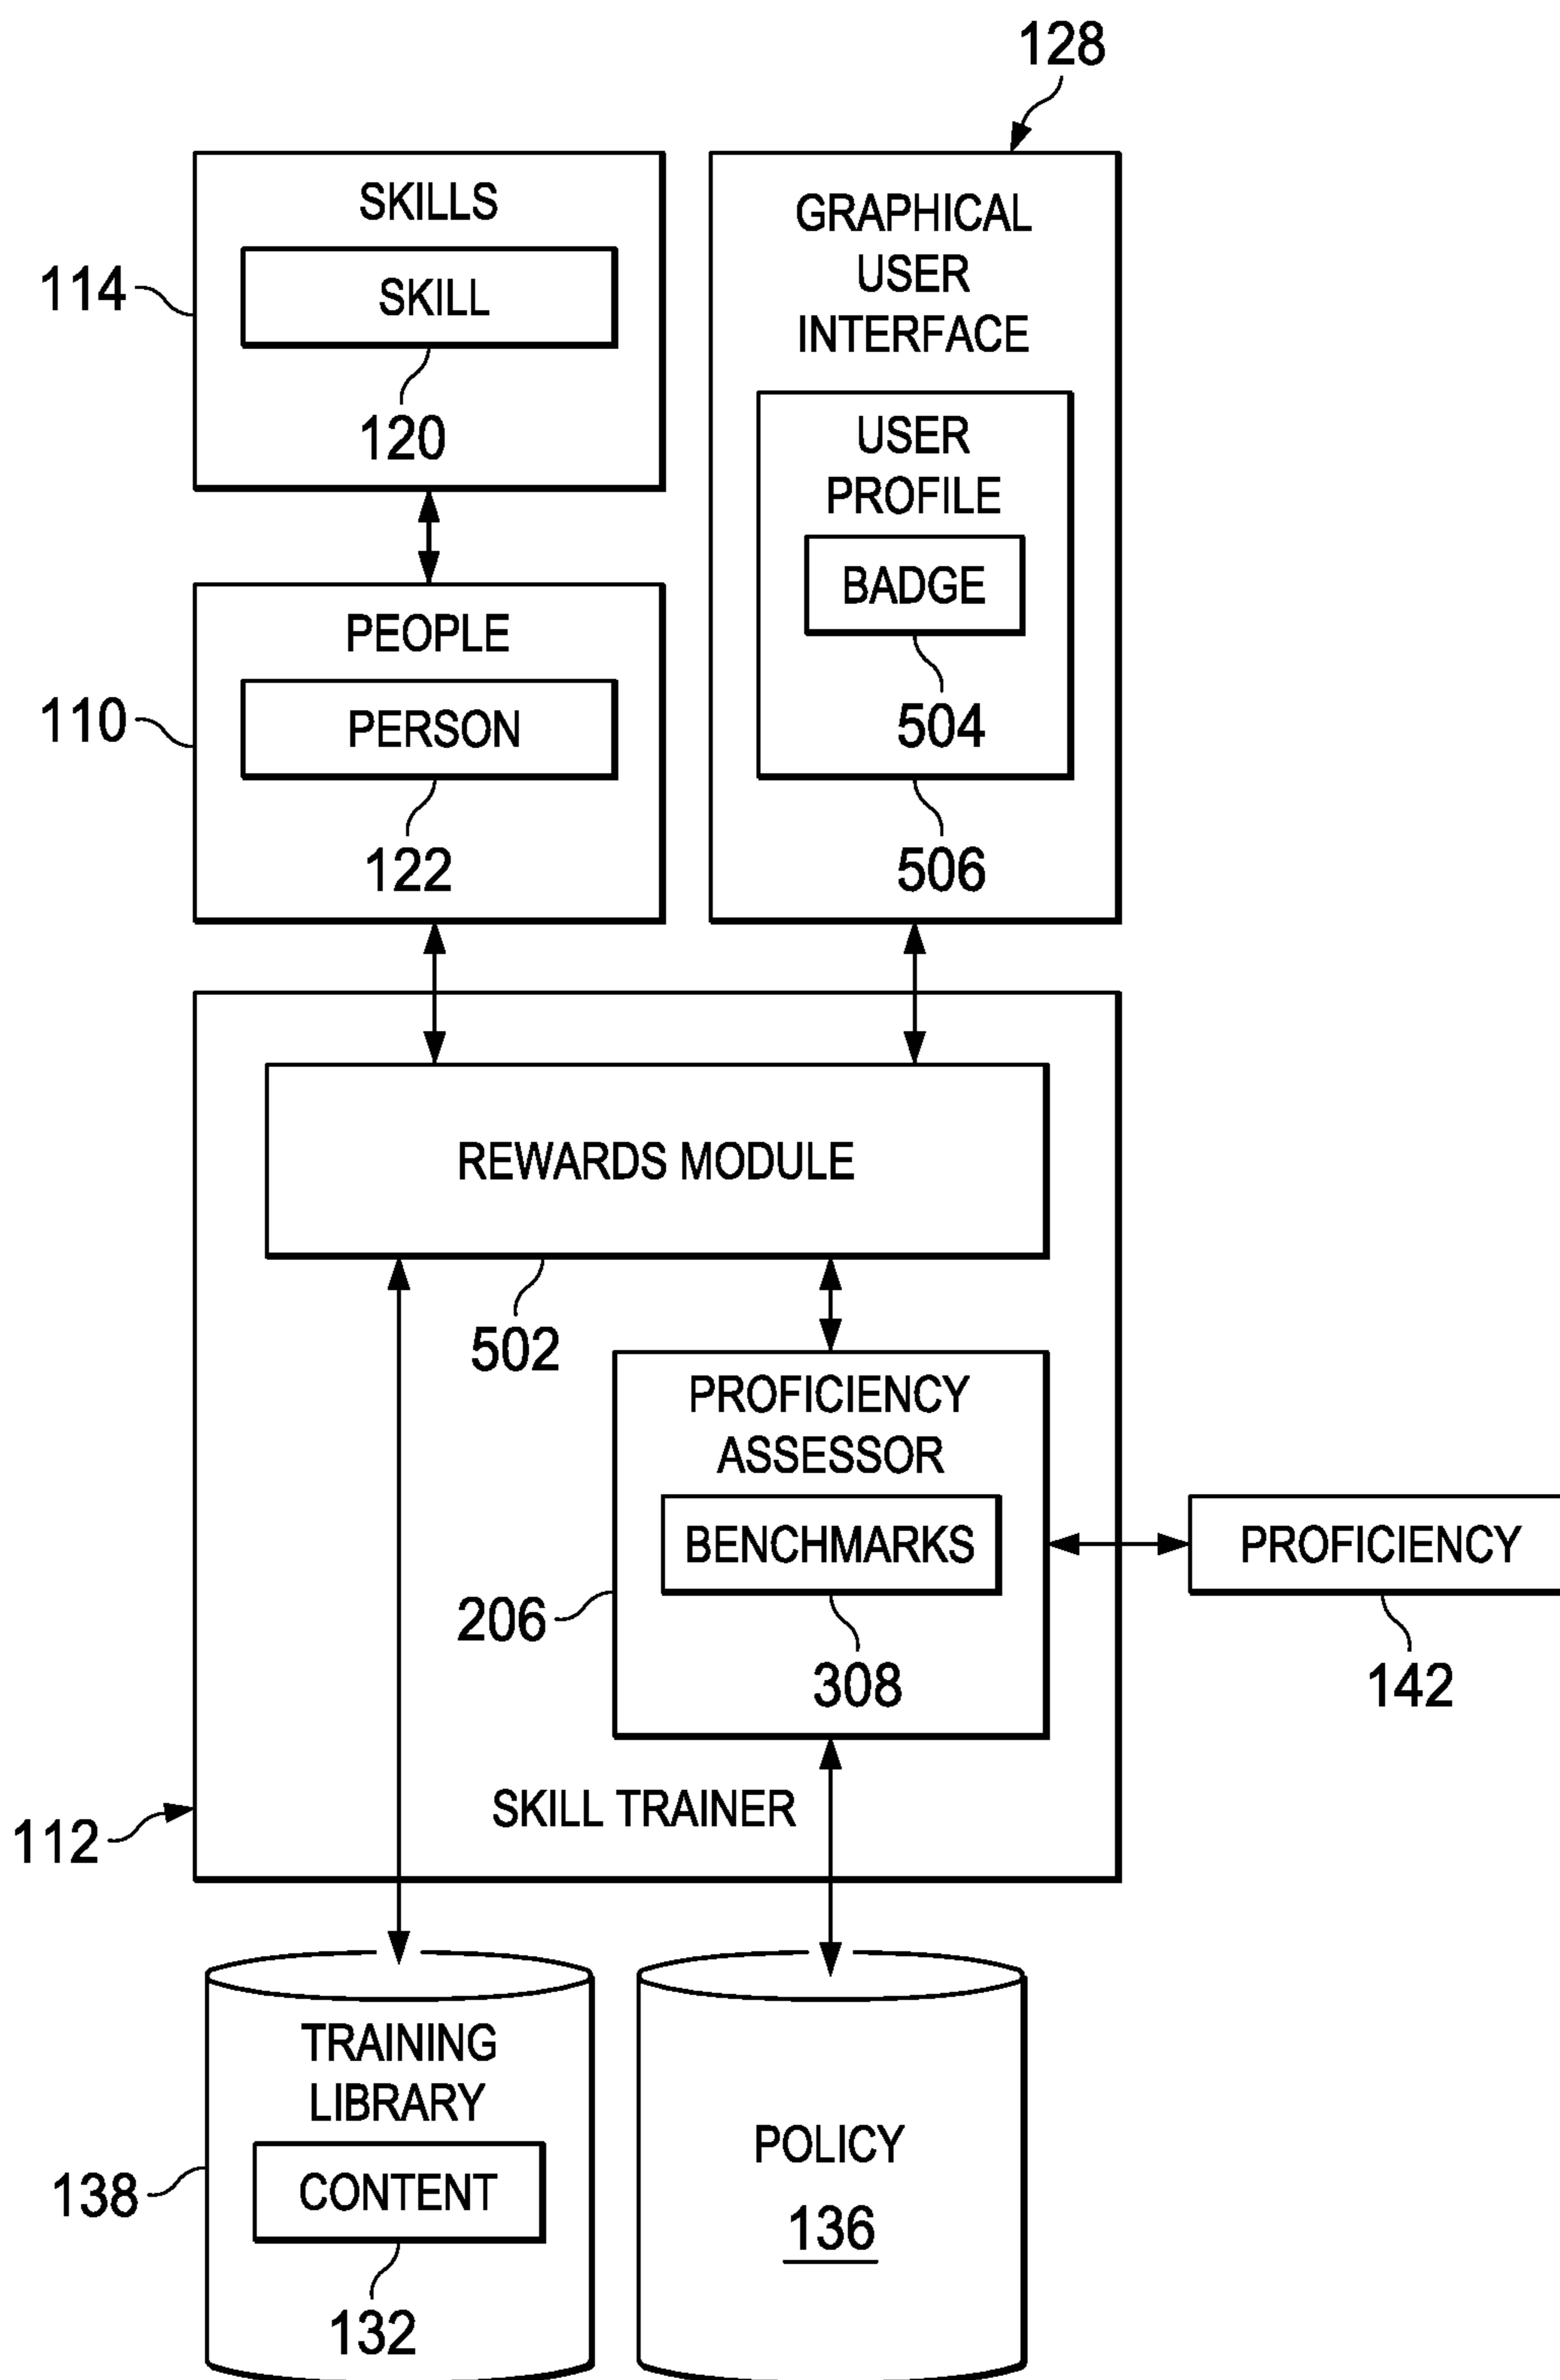 128
SKILLS
SKILL
114
120
GRAPHICAL
USER
INTERFACE
USER
PROFILE
BADGE
504
506
PEOPLE
PERSON
110
122
REWARDS MODULE
502
PROFICIENCY
ASSESSOR
BENCHMARKS
206
308
PROFICIENCY
142
SKILL TRAINER
112
TRAINING
LIBRARY
CONTENT
138
132
POLICY
136